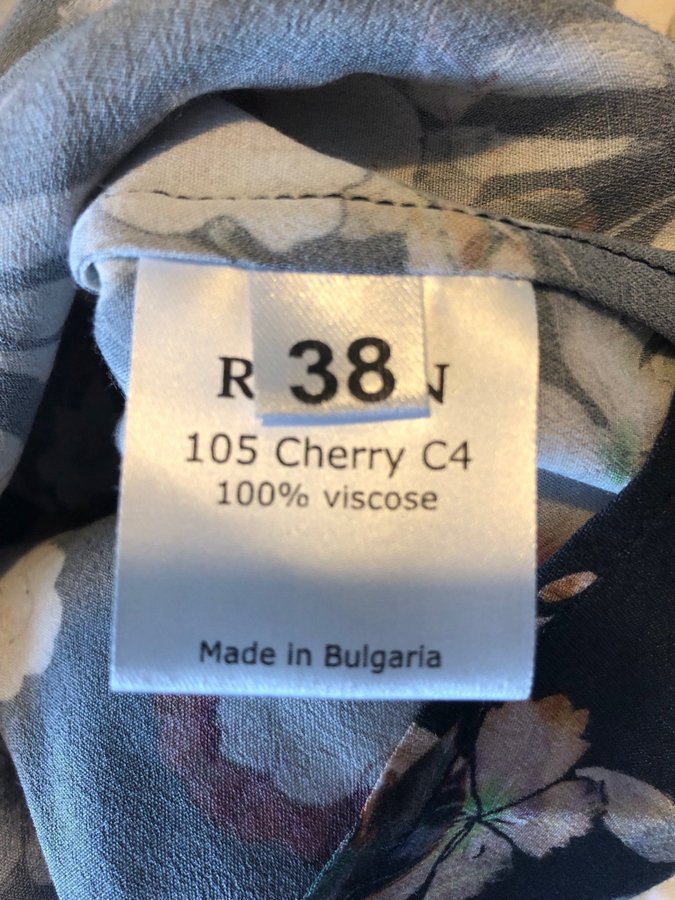 38
105 Cherry C4
100% viscose
Made in Bulgaria